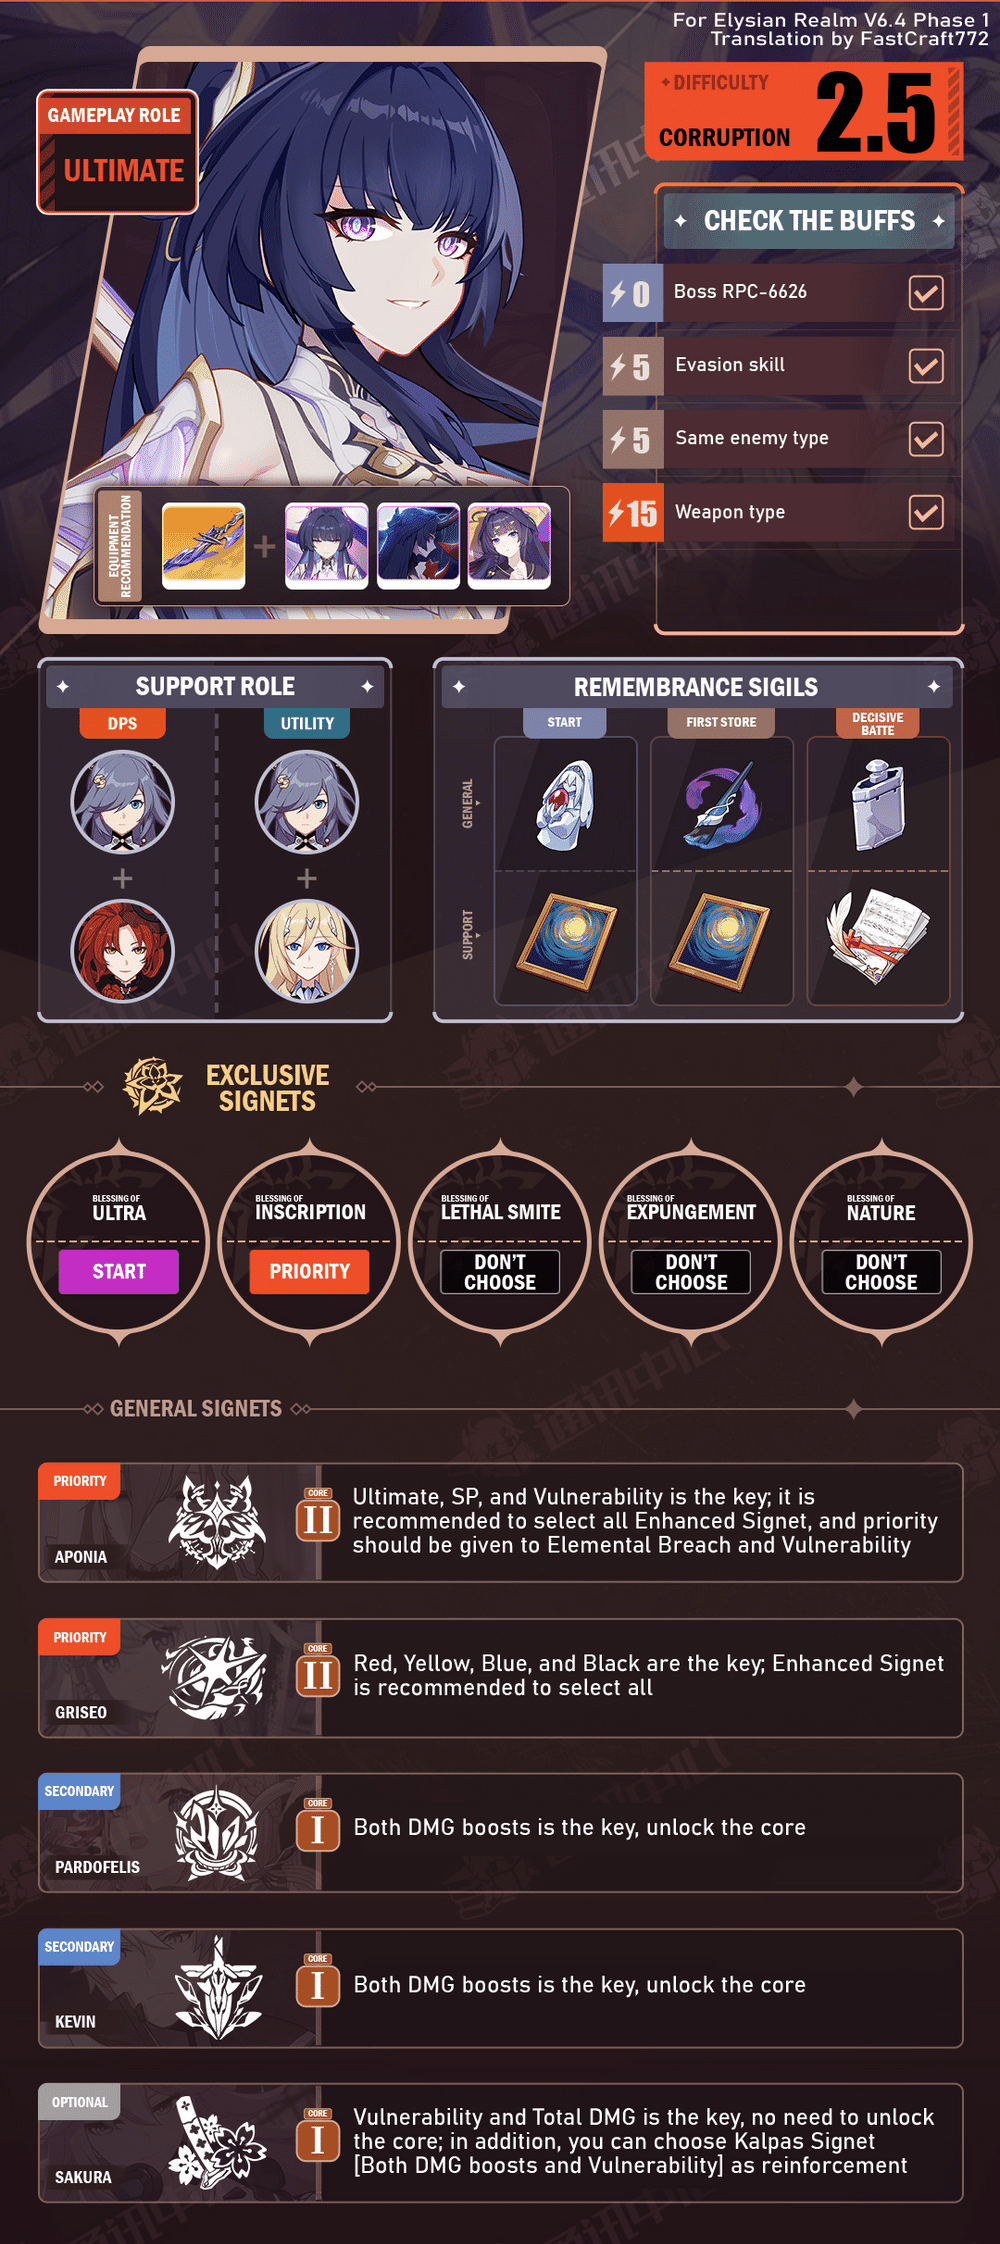 For Elysian Realm V6.4 Phase 1
Translation by FastCraft772
GAMEPLAY ROLE
ULTIMATE
DIFFICULTY
CORRUPTION
2.5
CHECK THE BUFFS
0 Boss RPC-6626
5 Evasion skill
5 Same enemy type
15 Weapon type
EQUIPMENT
RECOMMENDATION
SUPPORT ROLE
DPS
UTILITY
REMEMBRANCE SIGILS
START
FIRST STORE
DECISIVE
BATTE
GENERAL
SUPPORT
EXCLUSIVE
SIGNETS
BLESSING OF
ULTRA
START
BLESSING OF
INSCRIPTION
PRIORITY
BLESSING OF
LETHAL SMITE
DON'T
CHOOSE
BLESSING OF
EXPUNGEMENT
DON'T
CHOOSE
BLESSING OF
NATURE
DON'T
CHOOSE
GENERAL SIGNETS
PRIORITY
APONIA
CORE
II
Ultimate, SP, and Vulnerability is the key; it is
recommended to select all Enhanced Signet, and priority
should be given to Elemental Breach and Vulnerability
PRIORITY
GRISEO
CORE
II
Red, Yellow, Blue, and Black are the key; Enhanced Signet
is recommended to select all
SECONDARY
PARDOFELIS
CORE
I
Both DMG boosts is the key, unlock the core
SECONDARY
KEVIN
CORE
I
Both DMG boosts is the key, unlock the core
OPTIONAL
SAKURA
CORE
I
Vulnerability and Total DMG is the key, no need to unlock
the core; in addition, you can choose Kalpas Signet
[Both DMG boosts and Vulnerability] as reinforcement